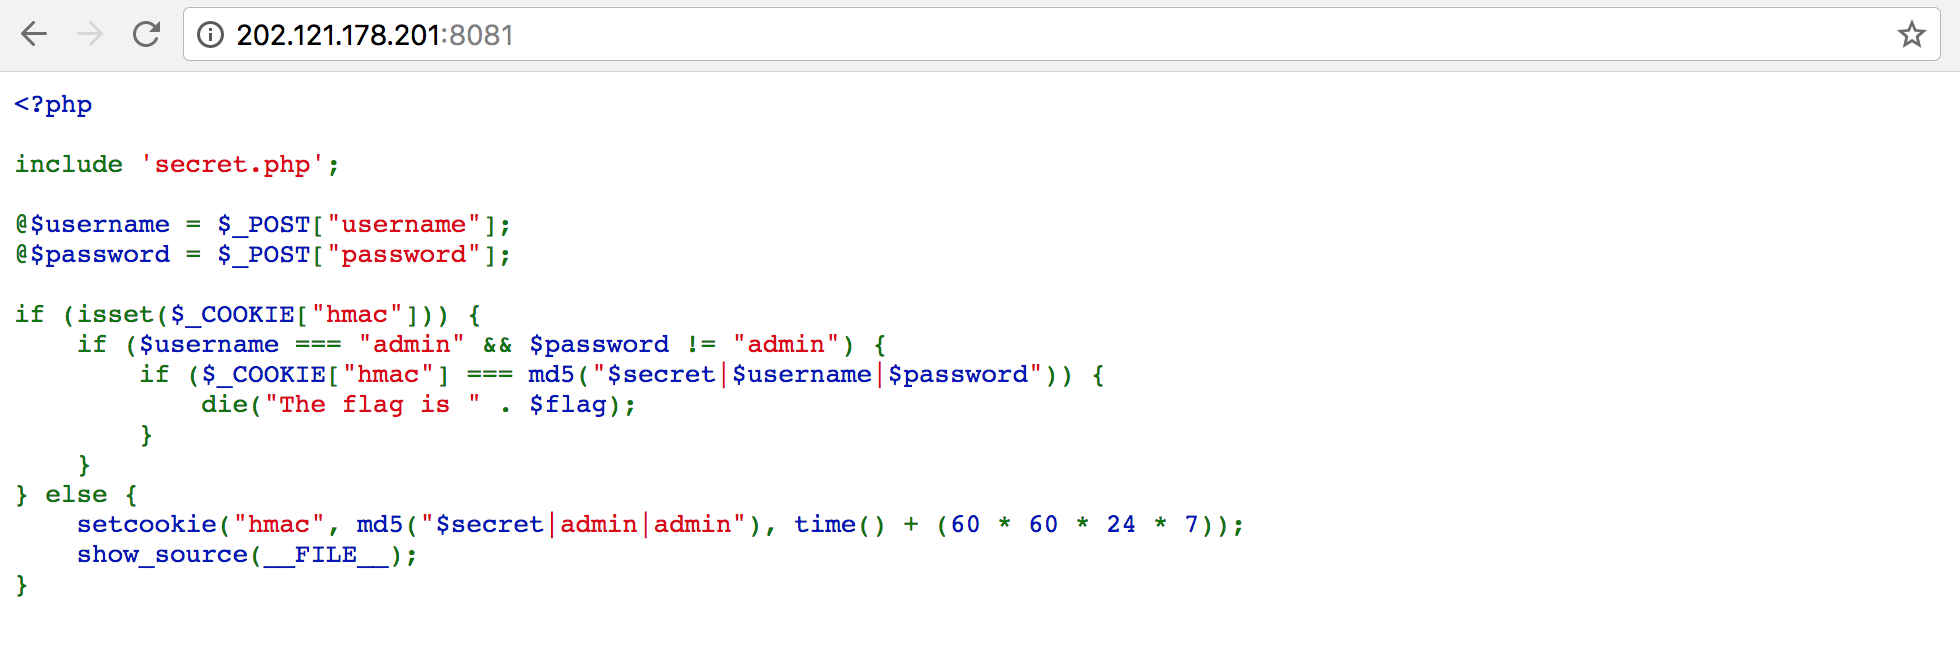 202.121.178.201:8081
<?php
include 'secret.php';
@$username = $_POST["username"];
@$password = $_POST["password"];
if (isset($_COOKIE["hmac"])) {
    if ($username === "admin" && $password != "admin") {
        if ($_COOKIE["hmac"] === md5("$secret|$username|$password")) {
            die("The flag is " . $flag);
        }
    }
} else {
    setcookie("hmac", md5("$secret|admin|admin"), time() + (60 * 60 * 24 * 7));
    show_source(__FILE__);
}